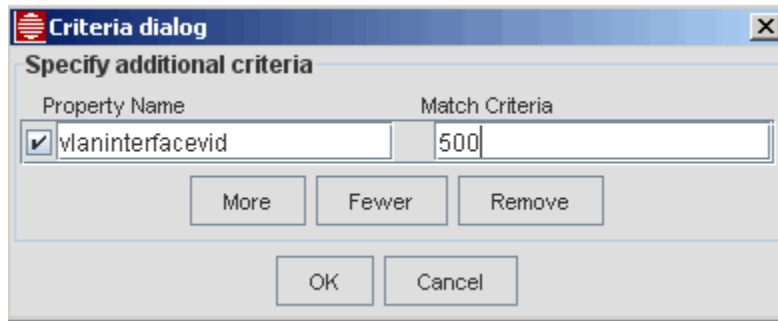 Criteria dialog
Specify additional criteria
Property Name Match Criteria
vlaninterfacevid 500
More Fewer Remove
OK Cancel